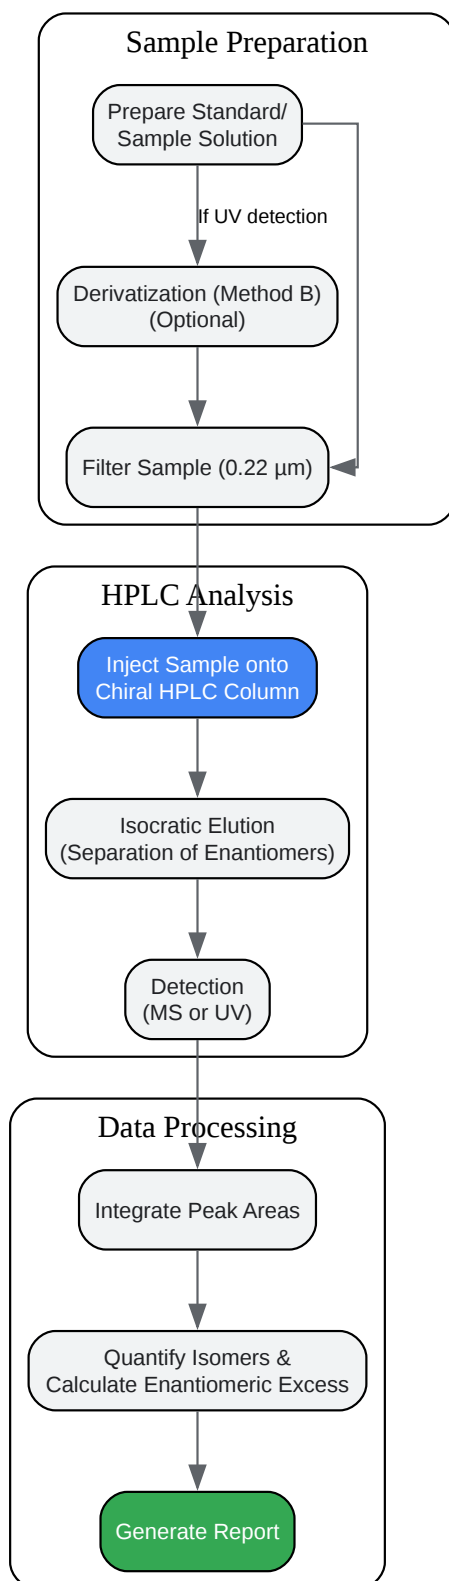 Sample Preparation
Prepare Standard/
Sample Solution
If UV detection
Derivatization (Method B)
(Optional)
Filter Sample (0.22 µm)
HPLC Analysis
Inject Sample onto
Chiral HPLC Column
Isocratic Elution
(Separation of Enantiomers)
Detection
(MS or UV)
Data Processing
Integrate Peak Areas
Quantify Isomers &
Calculate Enantiomeric Excess
Generate Report